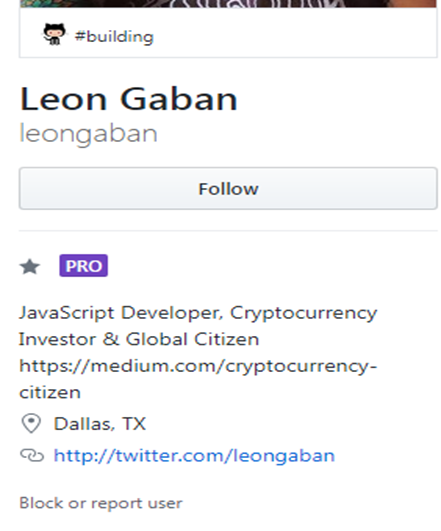 #building
Leon Gaban
leongaban
Follow
PRO
JavaScript Developer, Cryptocurrency
Investor & Global Citizen
https://medium.com/cryptocurrency-
citizen
Dallas, TX
http://twitter.com/leongaban
Block or report user